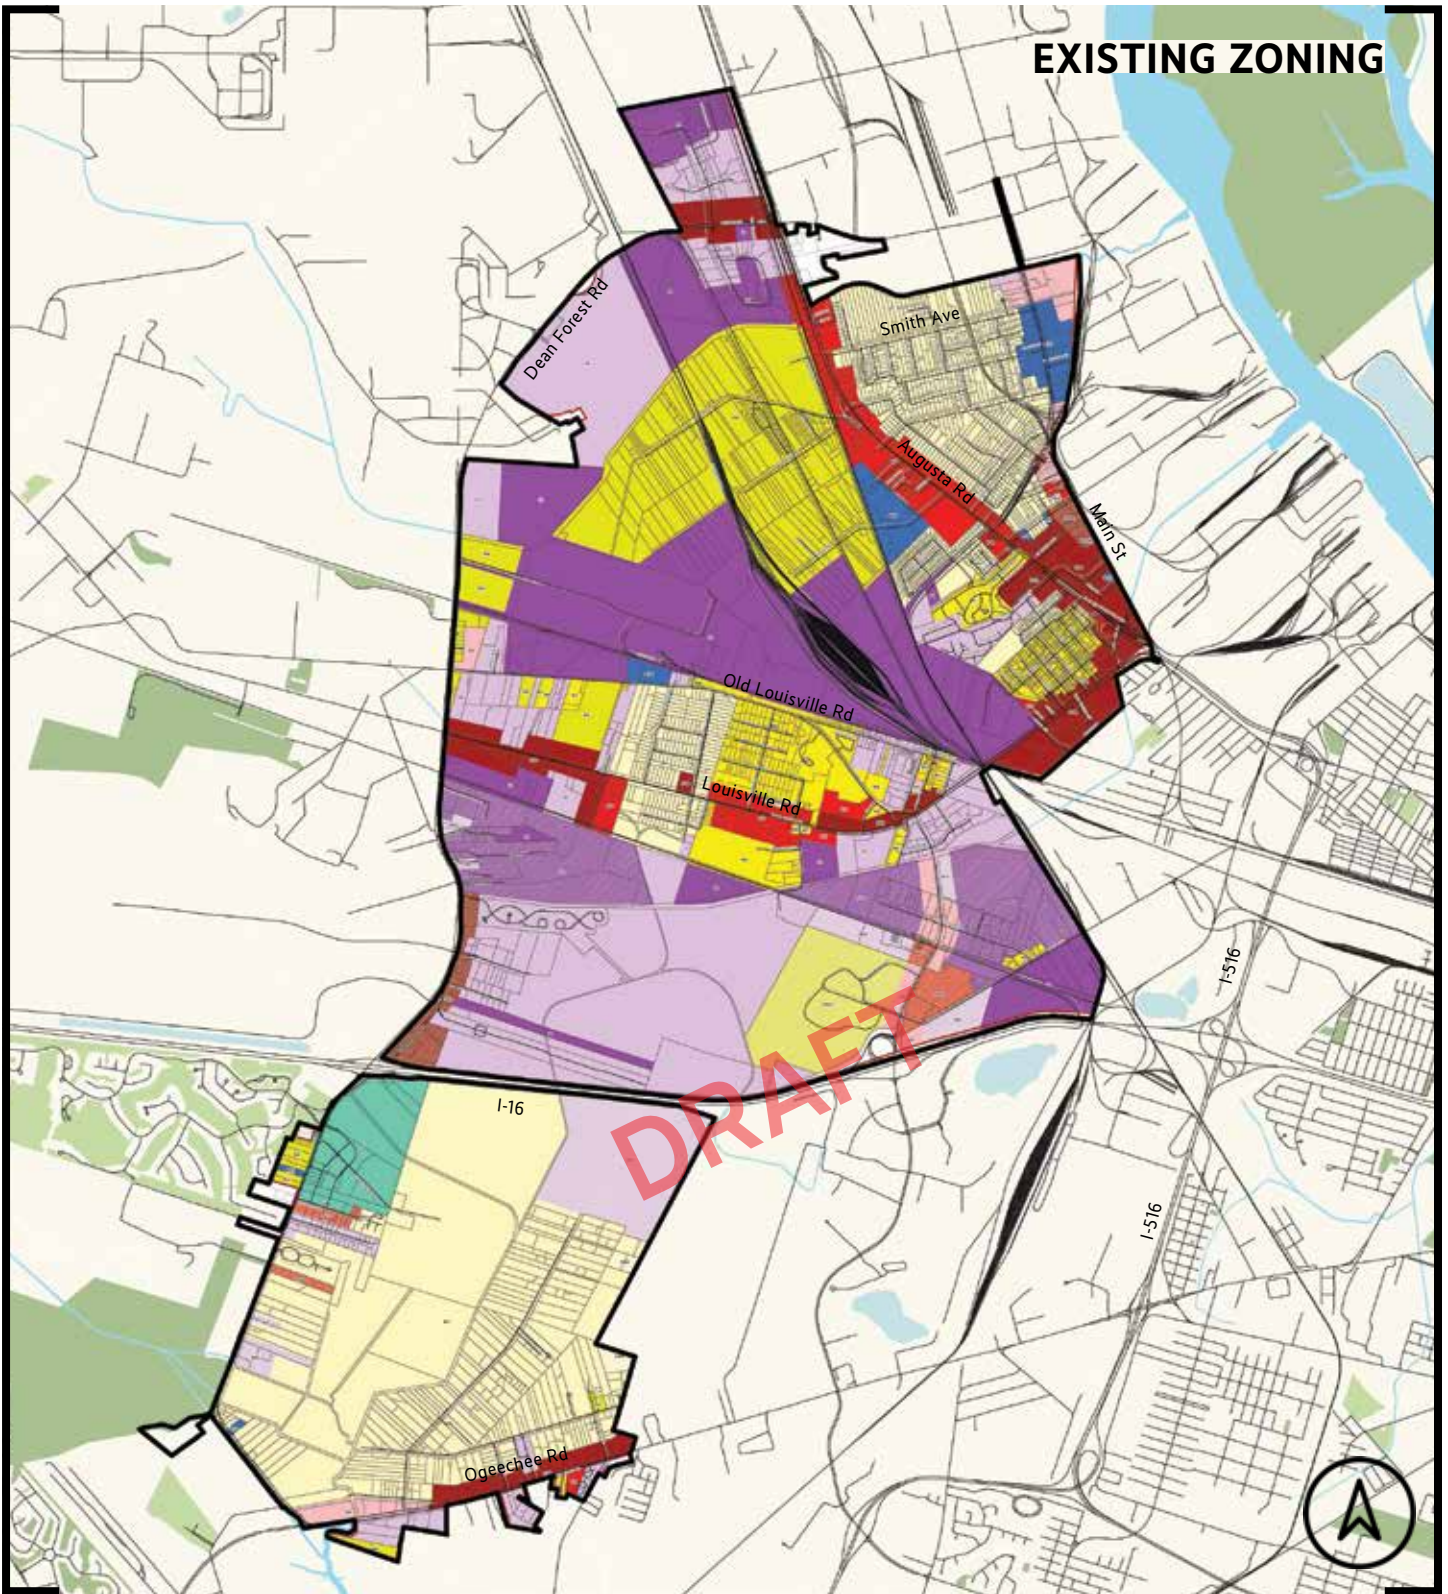 EXISTING ZONING
Dean Forest Rd
Smith Ave
Augusta Rd
Main St
Old Louisville Rd
Louisville Rd
I-516
DRAFT
I-16
I-516
Ogeechee Rd